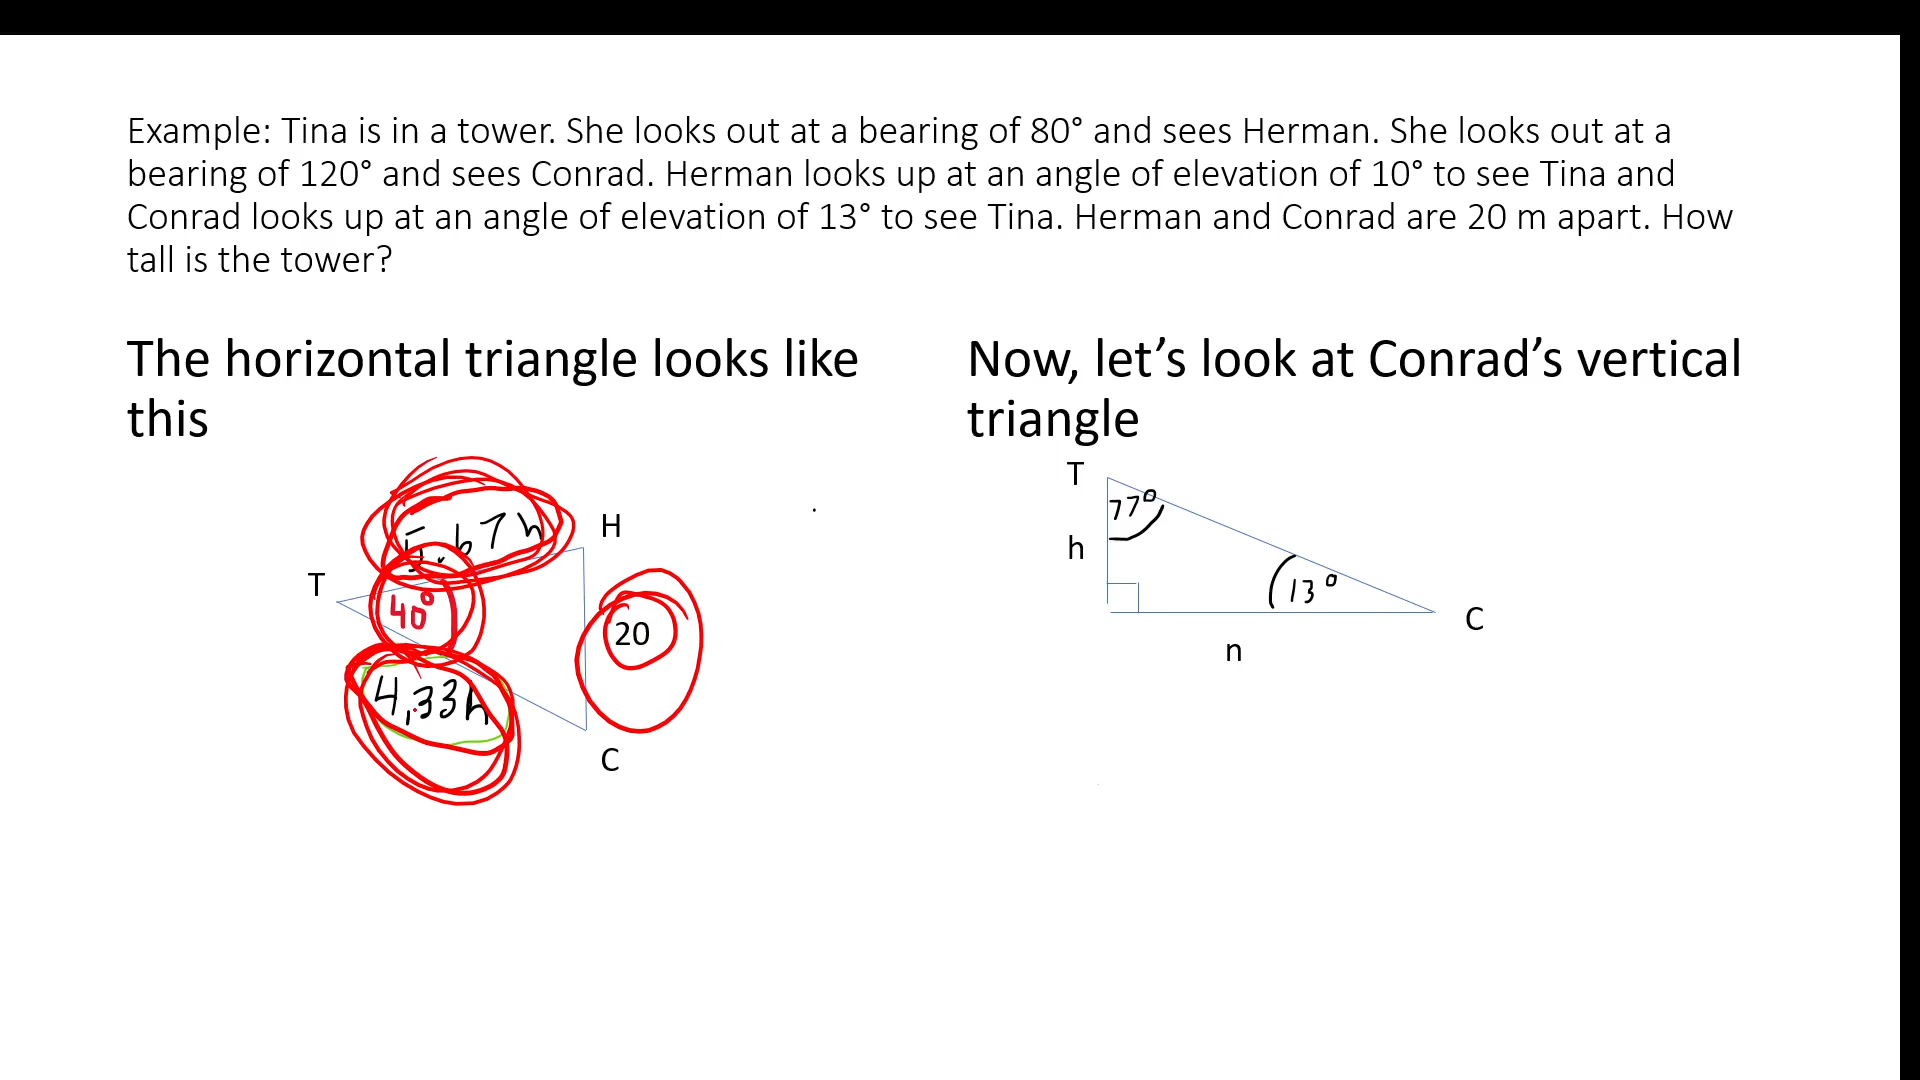 Example: Tina is in a tower. She looks out at a bearing of 80° and sees Herman. She looks out at a
bearing of 120° and sees Conrad. Herman looks up at an angle of elevation of 10° to see Tina and
Conrad looks up at an angle of elevation of 13° to see Tina. Herman and Conrad are 20 m apart. How
tall is the tower?
The horizontal triangle looks like
this
5.67h
H
T
40°
20
4.33h
C
Now, let’s look at Conrad’s vertical
triangle
T
77°
h
13°
C
n